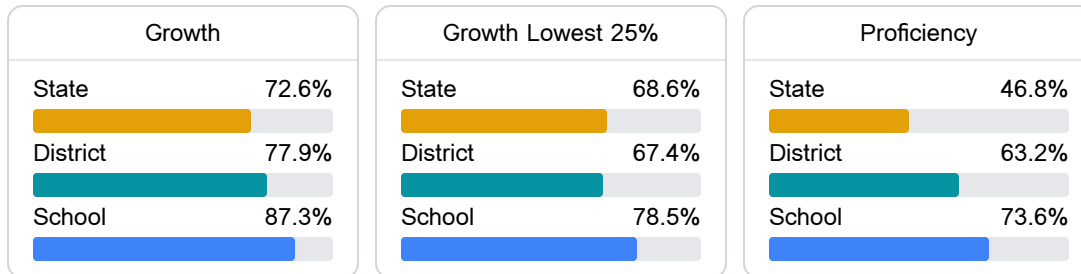 Growth
State 72.6%
District 77.9%
School 87.3%
Growth Lowest 25%
State 68.6%
District 67.4%
School 78.5%
Proficiency
State 46.8%
District 63.2%
School 73.6%